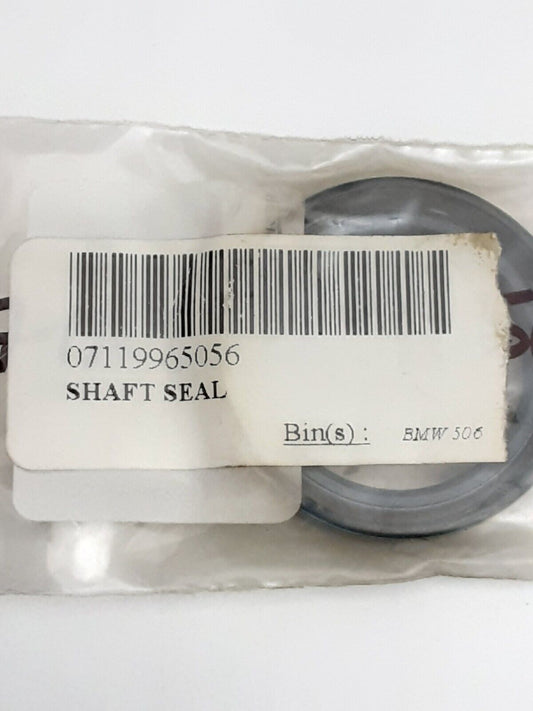 07119965056
SHAFT SEAL
Bin(s) : BMW 506